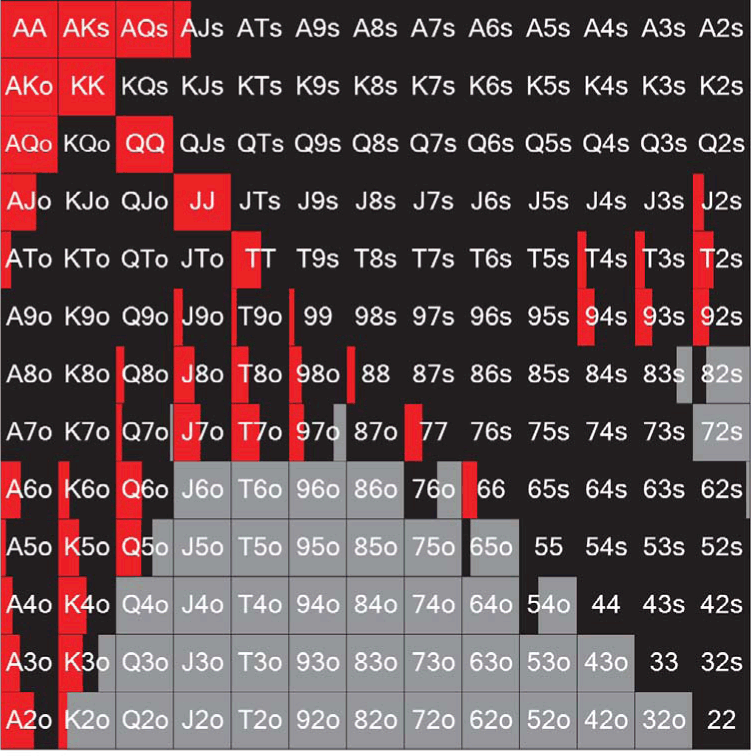 AA AKs AQs AJs ATs A9s A8s A7s A6s A5s A4s A3s A2s
AKo KK KQs KJs KTs K9s K8s K7s K6s K5s K4s K3s K2s
AQo KQo QQ QJs QTs Q9s Q8s Q7s Q6s Q5s Q4s Q3s Q2s
AJo KJo QJo JJ JTs J9s J8s J7s J6s J5s J4s J3s J2s
ATo KTo QTo JTo TT T9s T8s T7s T6s T5s T4s T3s T2s
A9o K9o Q9o J9o T9o 99 98s 97s 96s 95s 94s 93s 92s
A8o K8o Q8o J8o T8o 98o 88 87s 86s 85s 84s 83s 82s
A7o K7o Q7o J7o T7o 97o 87o 77 76s 75s 74s 73s 72s
A6o K6o Q6o J6o T6o 96o 86o 76o 66 65s 64s 63s 62s
A5o K5o Q5o J5o T5o 95o 85o 75o 65o 55 54s 53s 52s
A4o K4o Q4o J4o T4o 94o 84o 74o 64o 54o 44 43s 42s
A3o K3o Q3o J3o T3o 93o 83o 73o 63o 53o 43o 33 32s
A2o K2o Q2o J2o T2o 92o 82o 72o 62o 52o 42o 32o 22